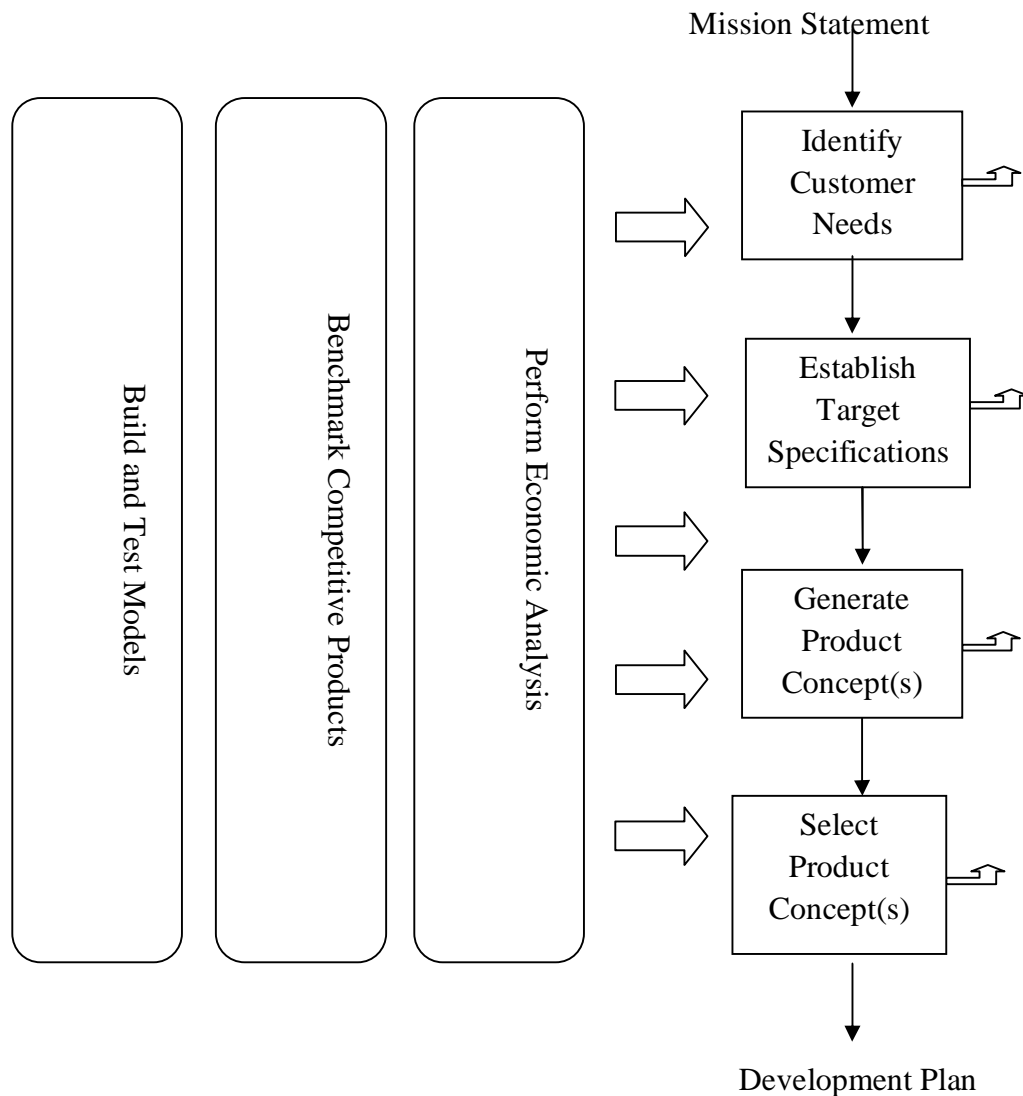 Mission Statement
Identify
Customer
Needs
Establish
Target
Specifications
Generate
Product
Concept(s)
Select
Product
Concept(s)
Development Plan
Perform Economic Analysis
Benchmark Competitive Products
Build and Test Models